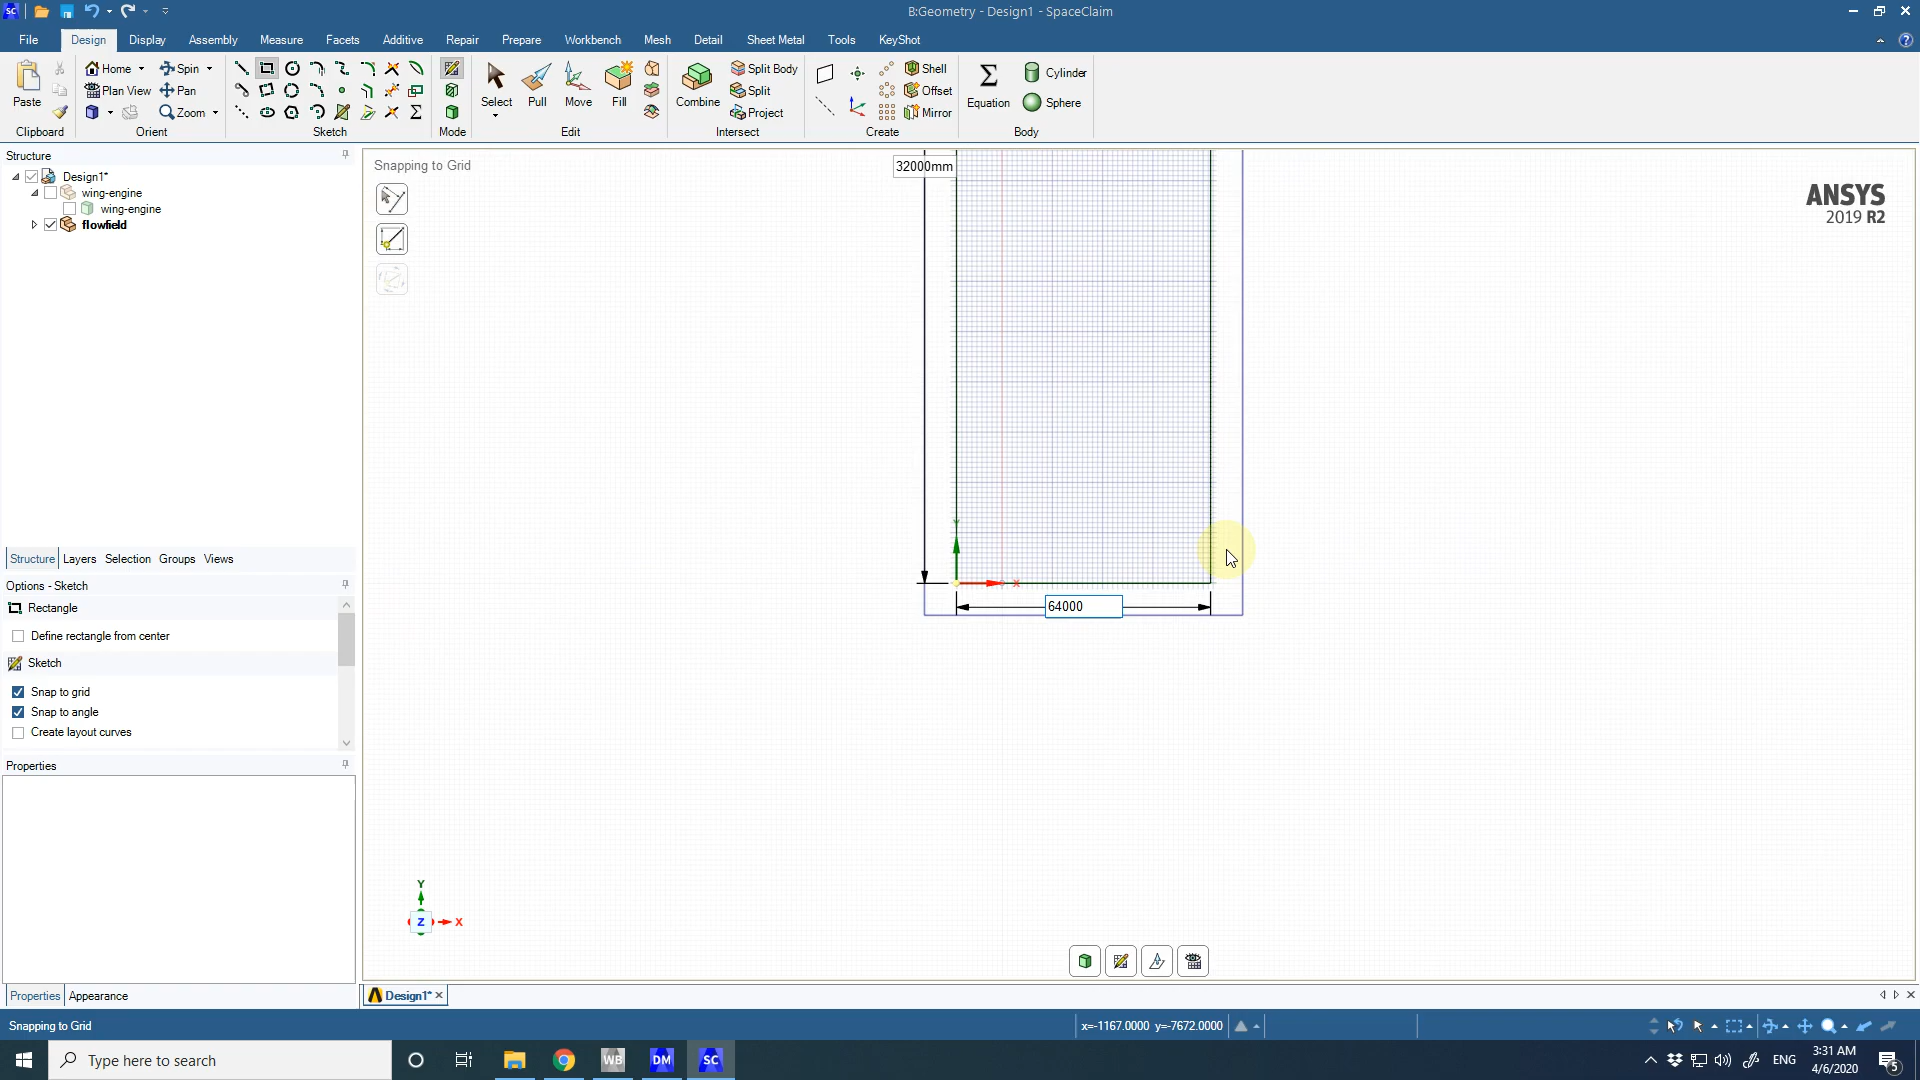 SC
B:Geometry - Design1 - SpaceClaim
File Design Display Assembly Measure Facets Additive Repair Prepare Workbench Mesh Detail Sheet Metal Tools KeyShot
Paste
Clipboard
Home Spin
Plan View Pan
Zoom
Orient
Sketch
Mode
Select Pull Move Fill
Edit
Combine Split Body
Split
Project
Intersect
Shell
Offset
Mirror
Create
Equation Cylinder
Sphere
Body
Structure
Design1*
wing-engine
wing-engine
flowfield
Structure Layers Selection Groups Views
Options - Sketch
Rectangle
Define rectangle from center
Sketch
Snap to grid
Snap to angle
Create layout curves
Properties
Properties Appearance
Snapping to Grid
32000mm
ANSYS
2019 R2
Y
X
64000
Y
Z X
Design1*
Snapping to Grid
x=-1167.0000 y=-7672.0000
Type here to search
WB DM SC
ENG
3:31 AM
4/6/2020
5